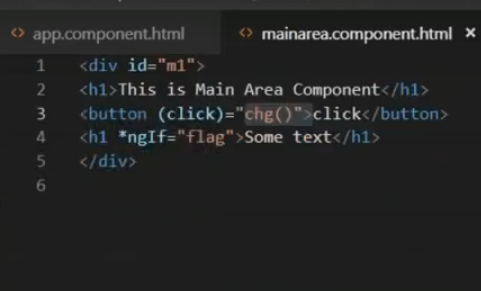 <> app.component.html <> mainarea.component.html ×
1 <div id="m1">
2 <h1>This is Main Area Component</h1>
3 <button (click)="chg()">click</button>
4 <h1 *ngIf="flag">Some text</h1>
5 </div>
6